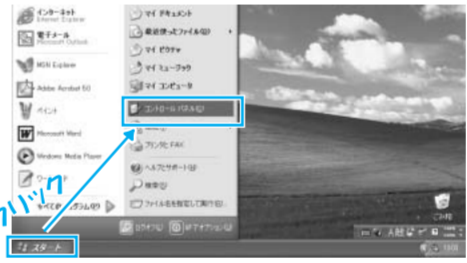 インターネット
Internet Explorer
電子メール
Microsoft Outlook
MSN Explorer
Adobe Acrobat 5.0
ペイント
Microsoft Word
Windows Media Player
すべてのプログラム(P)
マイ ドキュメント
最近使ったファイル(D)
マイ ピクチャ
マイ ミュージック
マイ コンピュータ
コントロール パネル(C)
プリンタと FAX
ヘルプとサポート(H)
検索(S)
ファイル名を指定して実行(R)...
ログオフ(L)
終了オプション(U)
クリック
スタート
ごみ箱